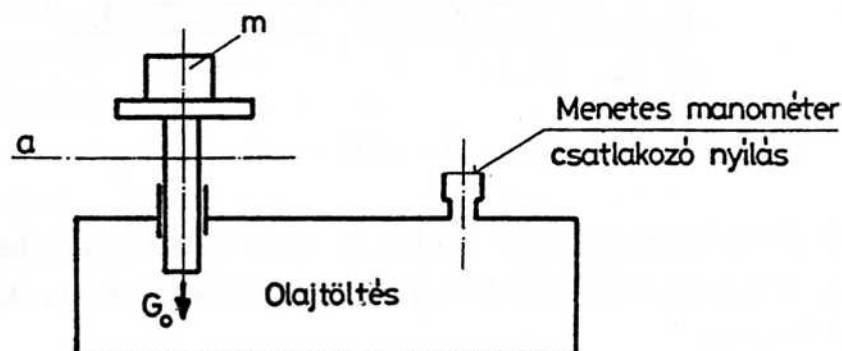 m
a
Menetes manométer
csatlakozó nyílás
Olajtöltés
G₀